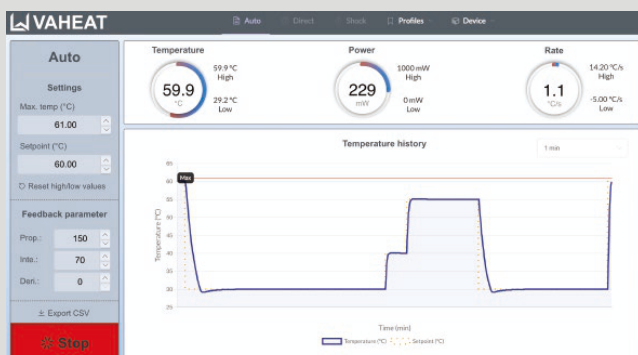 VAHEAT
Auto
Direct
Shock
Profiles
Device
Auto
Settings
Max. temp (°C)
61.00
Setpoint (°C)
60.00
Reset high/low values
Feedback parameter
Prop.: 150
Inte.: 70
Deri.: 0
Export CSV
Stop
Temperature
59.9
°C
59.9 °C
High
29.2 °C
Low
Power
229
mW
1000 mW
High
0 mW
Low
Rate
1.1
°C/s
14.20 °C/s
High
-5.00 °C/s
Low
Temperature history
1 min
Max
Temperature (°C)
65
60
55
50
45
40
35
30
25
Time (min)
Temperature (°C) Setpoint (°C)